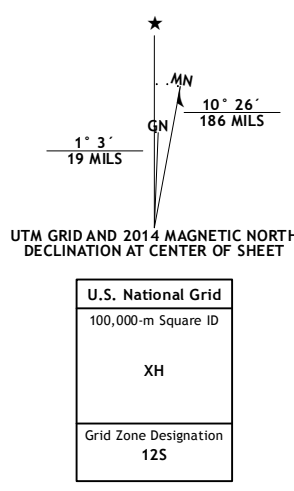 MN
GN
10° 26´
186 MILS
1° 3´
19 MILS
UTM GRID AND 2014 MAGNETIC NORTH
DECLINATION AT CENTER OF SHEET
U.S. National Grid
100,000-m Square ID
XH
Grid Zone Designation
12S